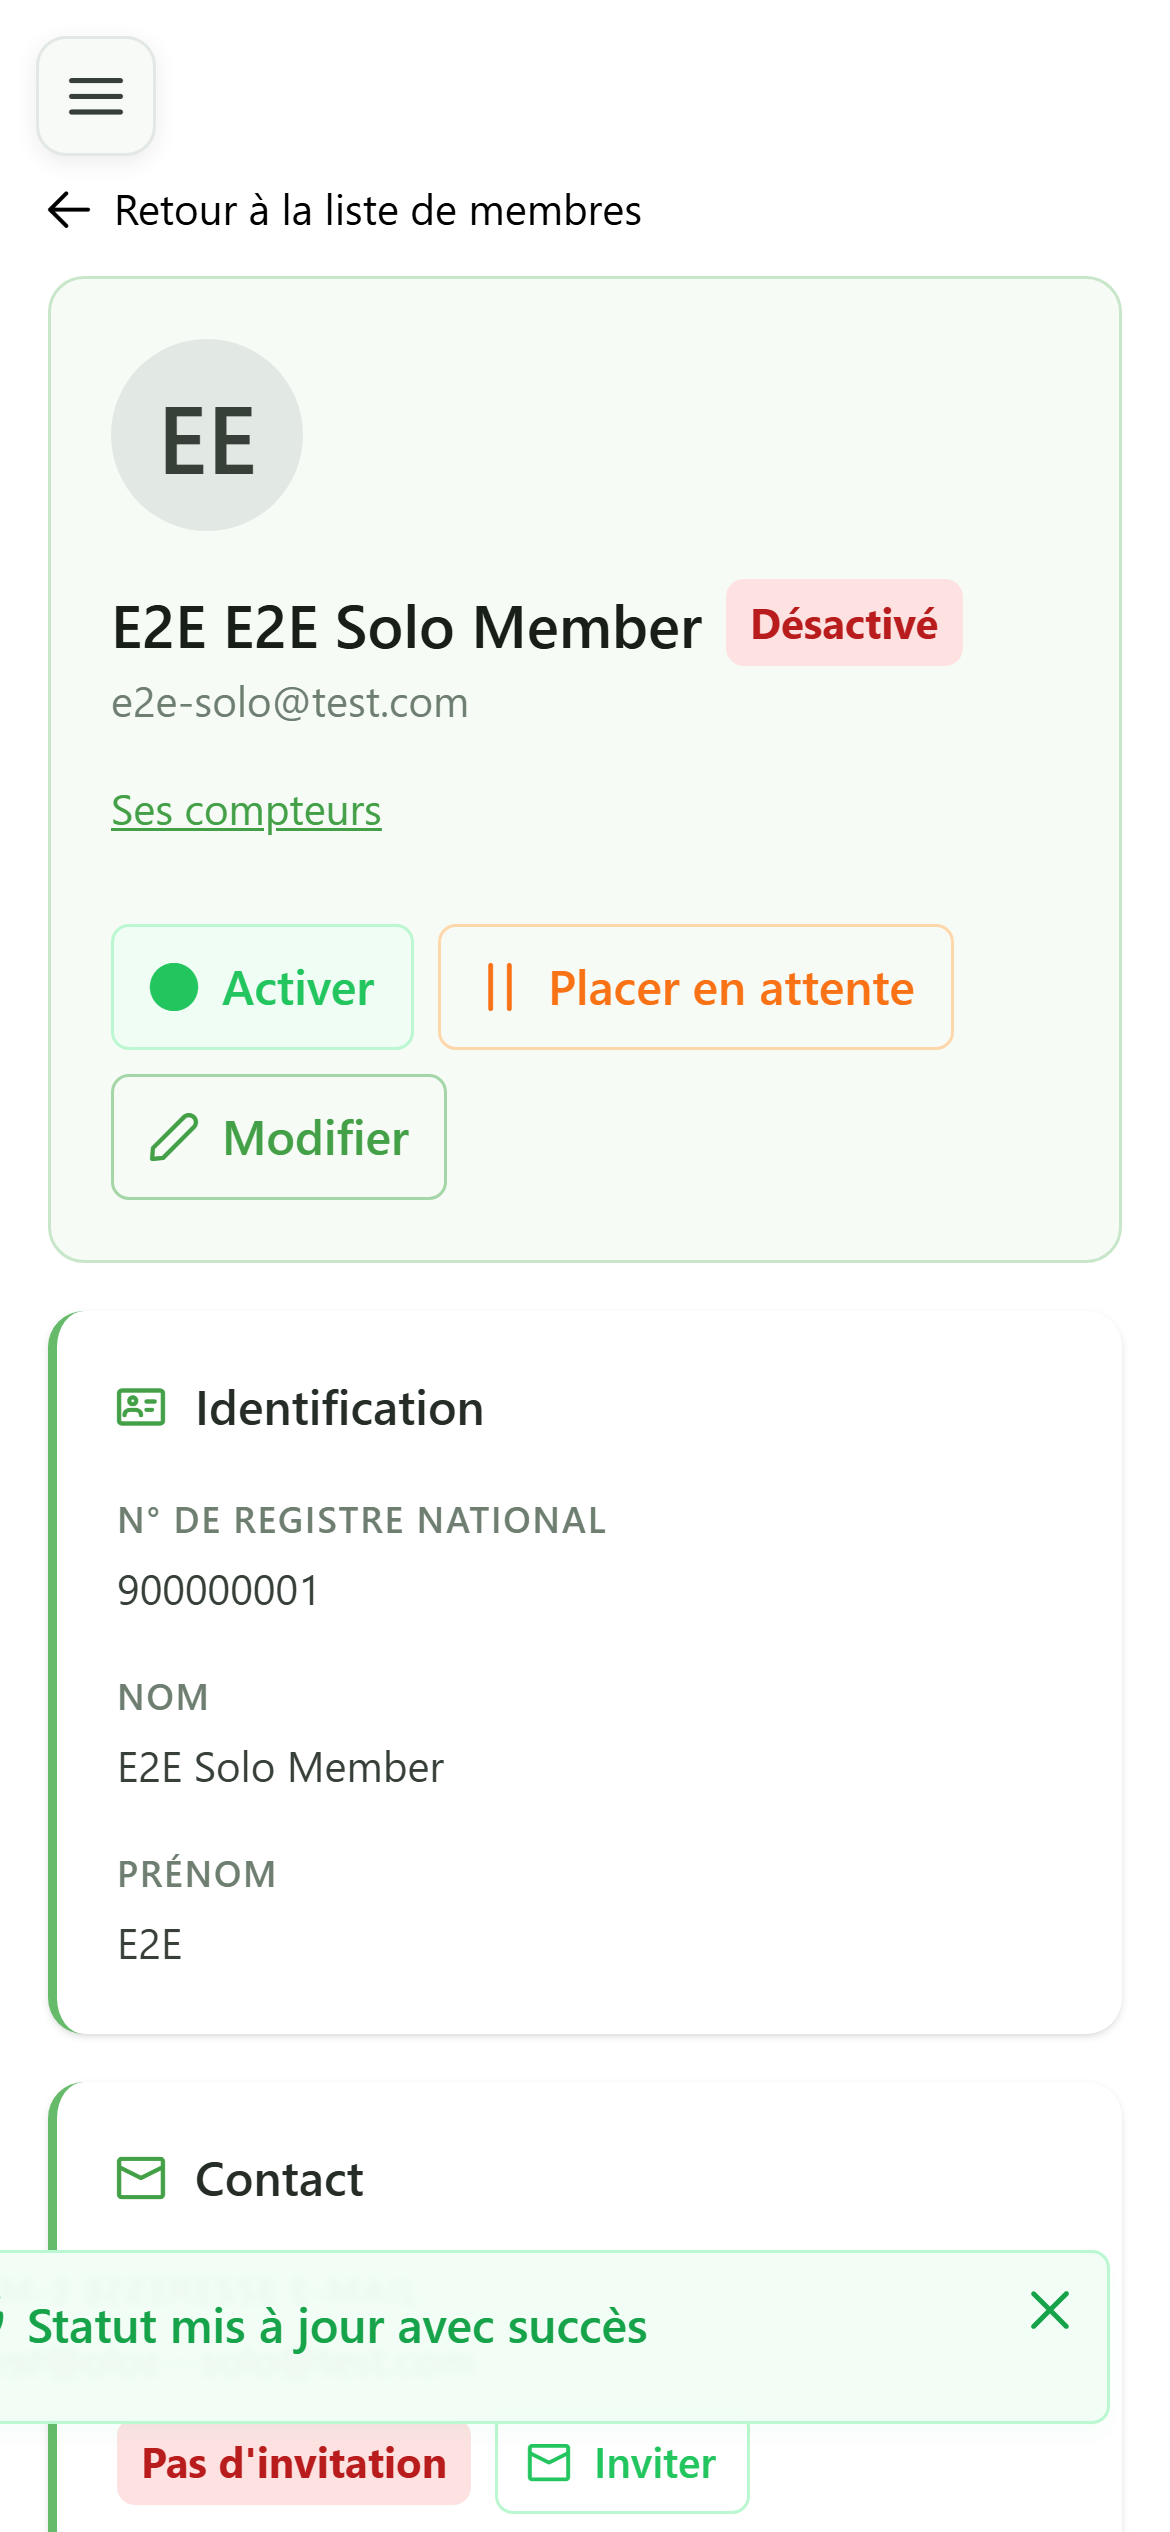 Retour à la liste de membres
EE
E2E E2E Solo Member
Désactivé
e2e-solo@test.com
Ses compteurs
Activer
Placer en attente
Modifier
Identification
N° DE REGISTRE NATIONAL
900000001
NOM
E2E Solo Member
PRÉNOM
E2E
Contact
Statut mis à jour avec succès
Pas d'invitation
Inviter